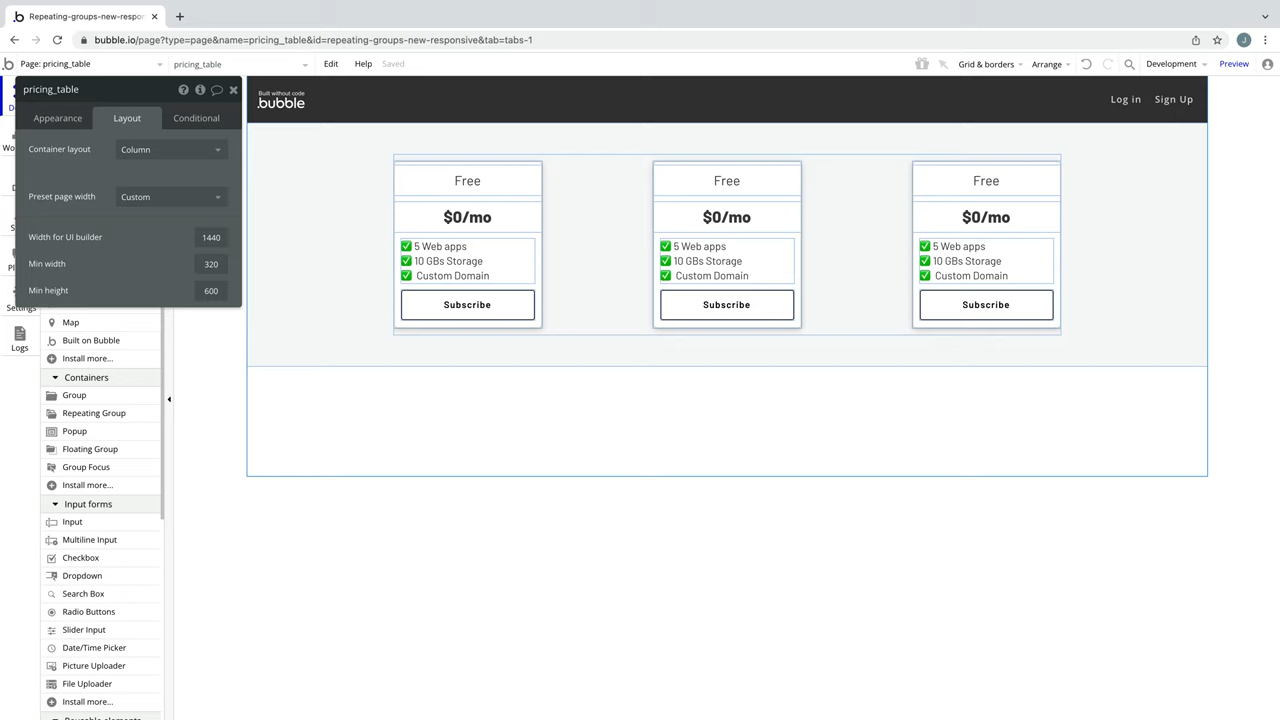 Repeating-groups-new-respon
bubble.io/page?type=page&name=pricing_table&id=repeating-groups-new-responsive&tab=tabs-1
J
Page: pricing_table
pricing_table
Edit
Help
Saved
Grid & borders
Arrange
Development
Preview
pricing_table
Appearance
Layout
Conditional
Container layout
Column
Preset page width
Custom
Width for UI builder
1440
Min width
320
Min height
600
Settings
Logs
Map
Built on Bubble
Install more...
Containers
Group
Repeating Group
Popup
Floating Group
Group Focus
Install more...
Input forms
Input
Multiline Input
Checkbox
Dropdown
Search Box
Radio Buttons
Slider Input
Date/Time Picker
Picture Uploader
File Uploader
Install more...
Built without code
.bubble
Log in
Sign Up
Free
$0/mo
✅ 5 Web apps
✅ 10 GBs Storage
✅ Custom Domain
Subscribe
Free
$0/mo
✅ 5 Web apps
✅ 10 GBs Storage
✅ Custom Domain
Subscribe
Free
$0/mo
✅ 5 Web apps
✅ 10 GBs Storage
✅ Custom Domain
Subscribe